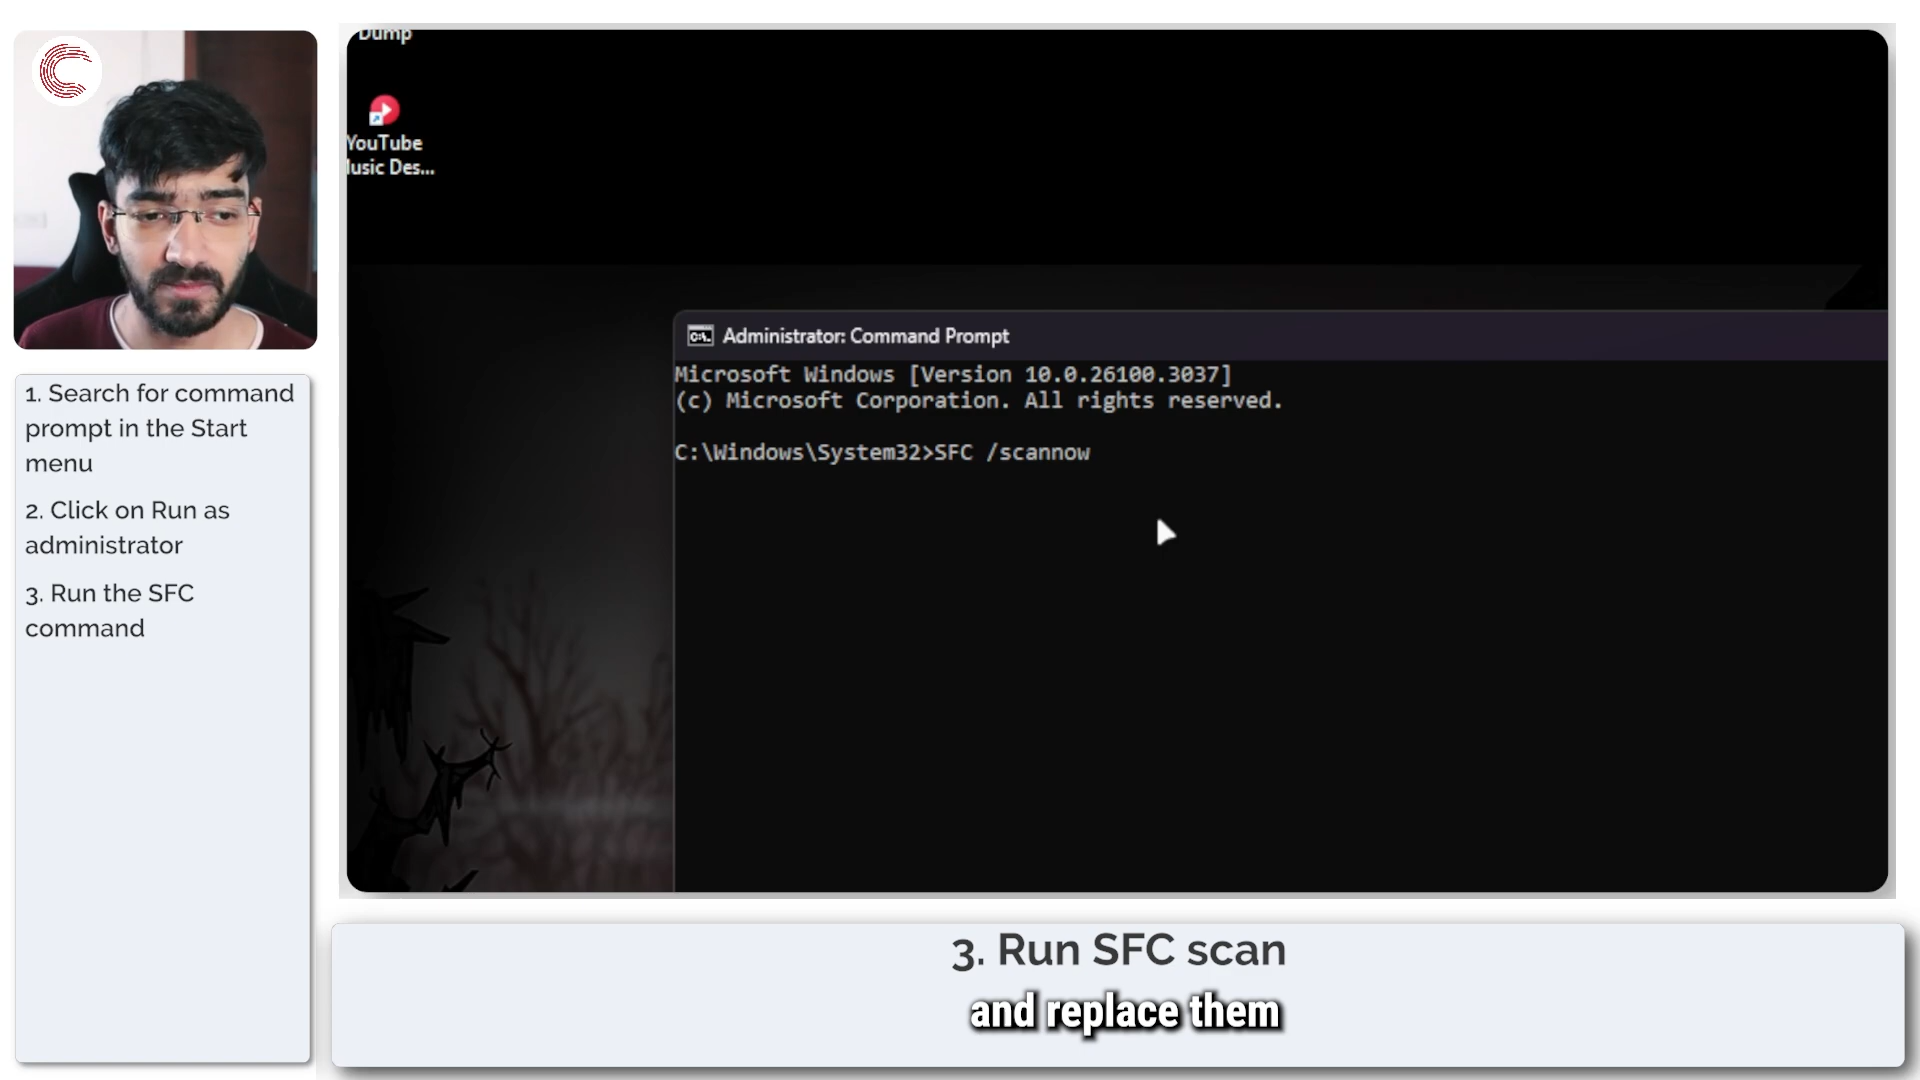 1. Search for command
prompt in the Start
menu
2. Click on Run as
administrator
3. Run the SFC
command
Dump
YouTube
usic Des...
Administrator: Command Prompt
Microsoft Windows [Version 10.0.26100.3037]
(c) Microsoft Corporation. All rights reserved.
C:\Windows\System32>SFC /scannow
3. Run SFC scan
and replace them